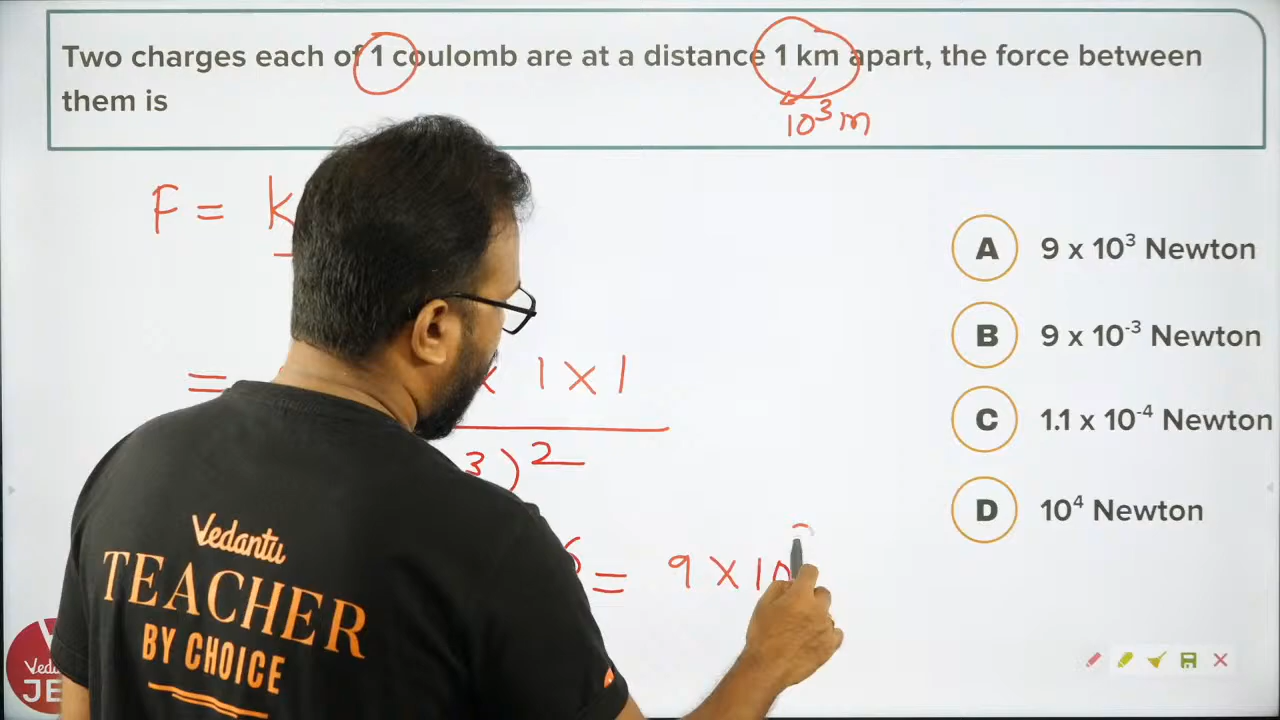 Two charges each of 1 coulomb are at a distance 1 km apart, the force between
them is
10³ m
F = k
A 9 x 10³ Newton
= x 1 x 1
B 9 x 10⁻³ Newton
3)²
C 1.1 x 10⁻⁴ Newton
= 9 x 10
D 10⁴ Newton
Vedantu
TEACHER
BY CHOICE
Veda
JE